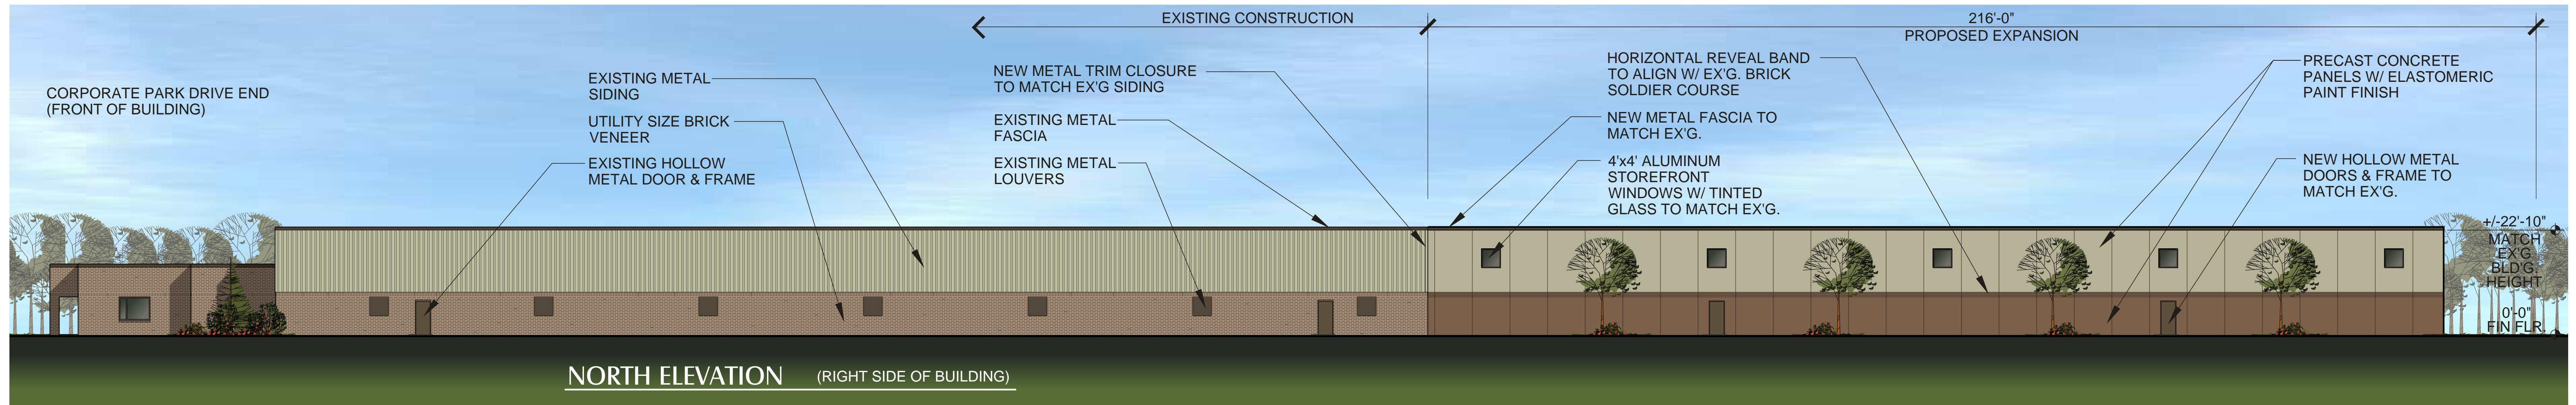 EXISTING CONSTRUCTION
216'-0"
PROPOSED EXPANSION
CORPORATE PARK DRIVE END
(FRONT OF BUILDING)
EXISTING METAL
SIDING
UTILITY SIZE BRICK
VENEER
EXISTING HOLLOW
METAL DOOR & FRAME
NEW METAL TRIM CLOSURE
TO MATCH EX'G SIDING
EXISTING METAL
FASCIA
EXISTING METAL
LOUVERS
HORIZONTAL REVEAL BAND
TO ALIGN W/ EX'G. BRICK
SOLDIER COURSE
NEW METAL FASCIA TO
MATCH EX'G.
4'x4' ALUMINUM
STOREFRONT
WINDOWS W/ TINTED
GLASS TO MATCH EX'G.
PRECAST CONCRETE
PANELS W/ ELASTOMERIC
PAINT FINISH
NEW HOLLOW METAL
DOORS & FRAME TO
MATCH EX'G.
+/-22'-10"
MATCH
EX'G
BLD'G.
HEIGHT
0'-0"
FIN FLR.
NORTH ELEVATION (RIGHT SIDE OF BUILDING)